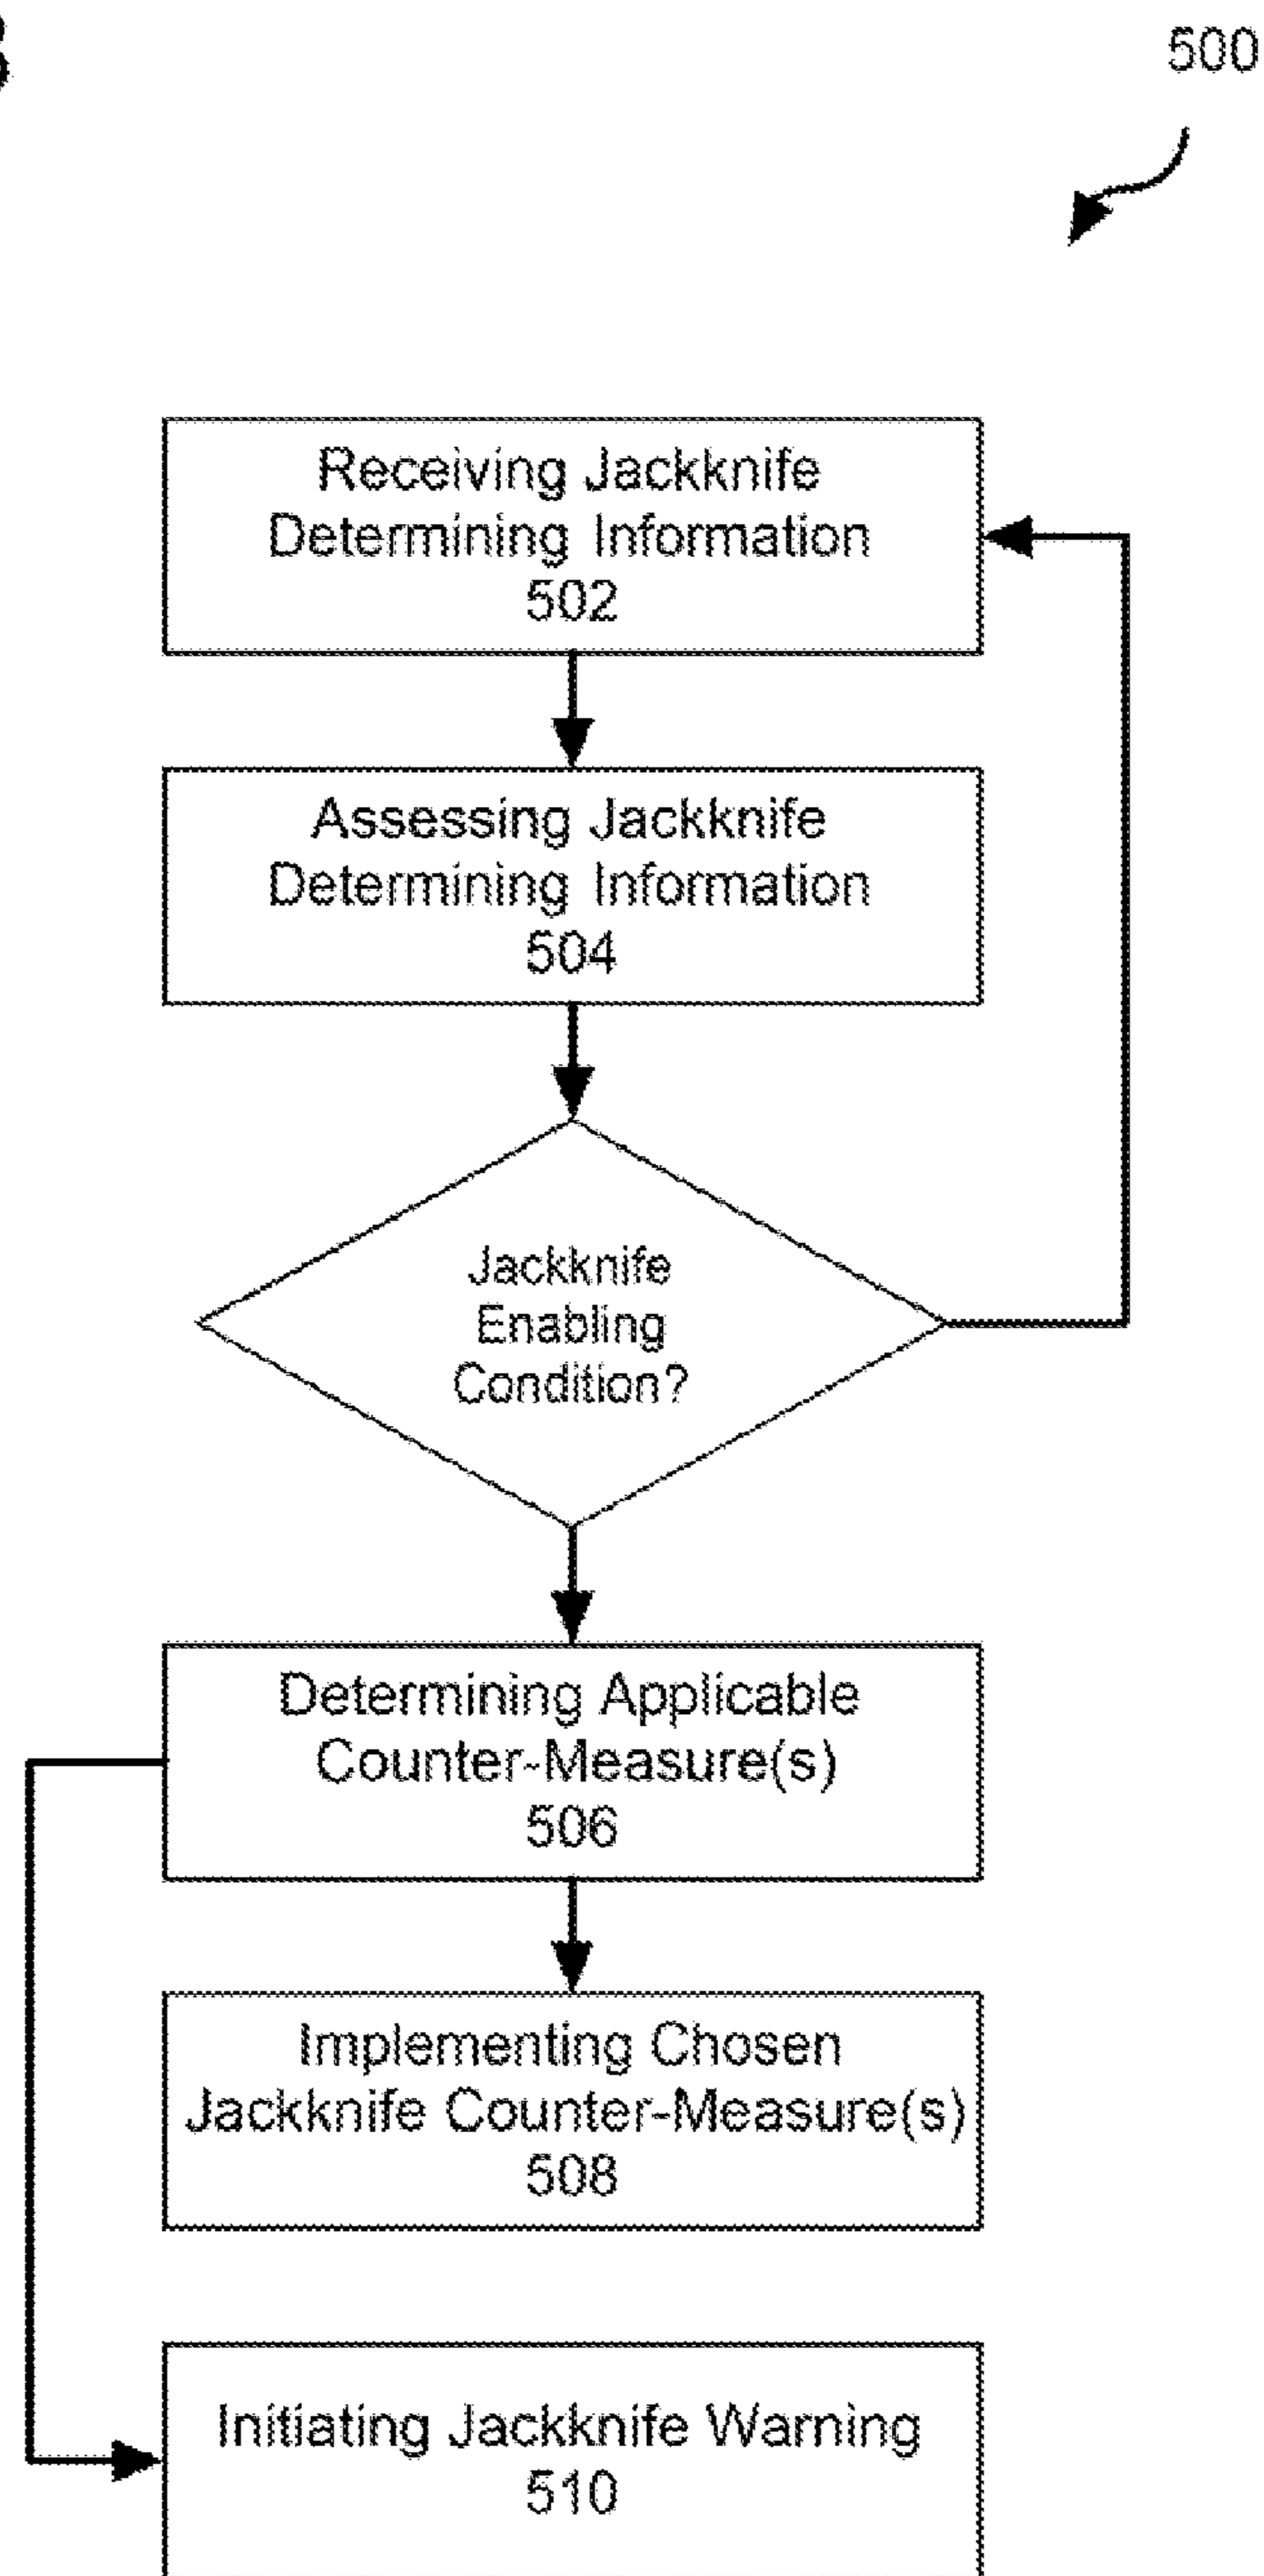 500
Receiving Jackknife
Determining Information
502
Assessing Jackknife
Determining Information
504
Jackknife
Enabling
Condition?
Determining Applicable
Counter-Measure(s)
506
Implementing Chosen
Jackknife Counter-Measure(s)
508
Initiating Jackknife Warning
510